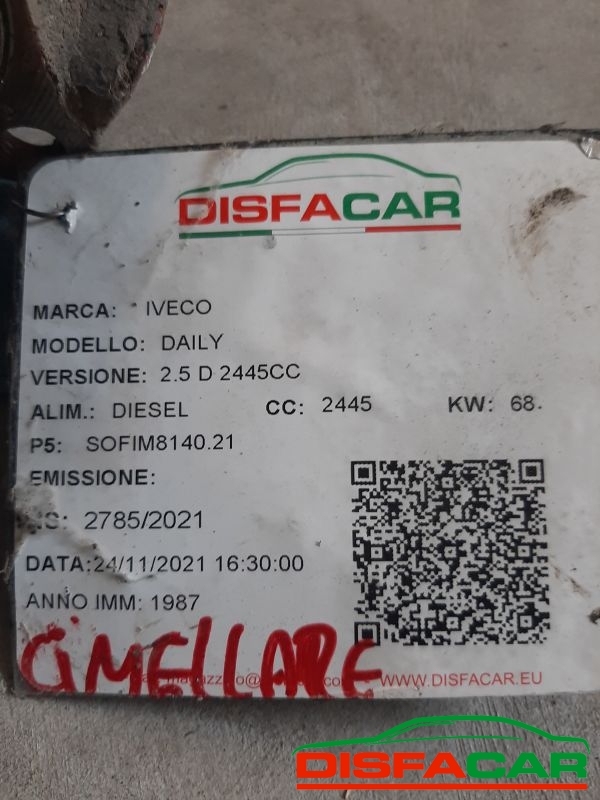 DISFACAR
MARCA: IVECO
MODELLO: DAILY
VERSIONE: 2.5 D 2445CC
ALIM.: DIESEL CC: 2445 KW: 68.
P5: SOFIM8140.21
EMISSIONE:
2785/2021
DATA:24/11/2021 16:30:00
ANNO IMM: 1987
CIMELLARE
WWW.DISFACAR.EU
DISFACAR